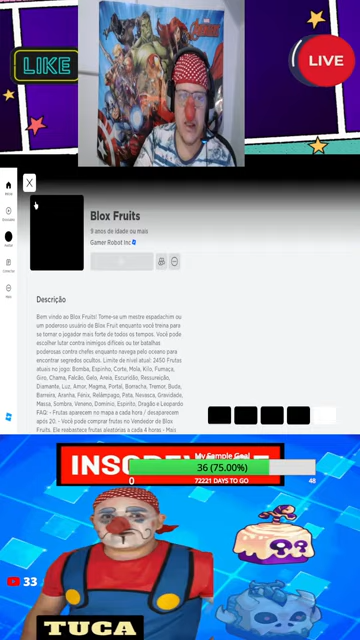 LIKE
LIVE
X
Blox Fruits
9 anos de idade ou maio
Gamer Robot Inc
Descrição
Bem vindo ao Blox Fruits! Torne-se um mestre espadachim ou
um poderoso usuário de Blox Fruit enquanto você treina para
se tornar o jogador mais forte de todos os tempos. Você pode
escolher lutar contra inimigos difíceis ou ter batalhas
poderosas contra chefes enquanto navega pelo oceano para
encontrar segredos ocultos. Limite de nível atual: 2450 Frutas
atuais no jogo: Bomba, Espinho, Corte, Mola, Kilo, Fumaça,
Giro, Chama, Falcão, Gelo, Areia, Escuridão, Ressureição,
Diamante, Luz, Amor, Magma, Portal, Borracha, Tremor, Buda,
Barreira, Aranha, Fênix, Relâmpago, Pata, Nevasca, Gravidade,
Massa, Sombra, Veneno, Domínio, Espírito, Dragão e Leopardo
FAQ: - Frutas aparecem no mapa a cada hora / desaparecem
após 20. - Você pode comprar frutas no Vendedor de Blox
Fruits. Ele reabastece frutas aleatórias a cada 4 horas - Mais
My Sample Goal
36 (75.00%)
0
72221 DAYS TO GO
48
33
TUCA